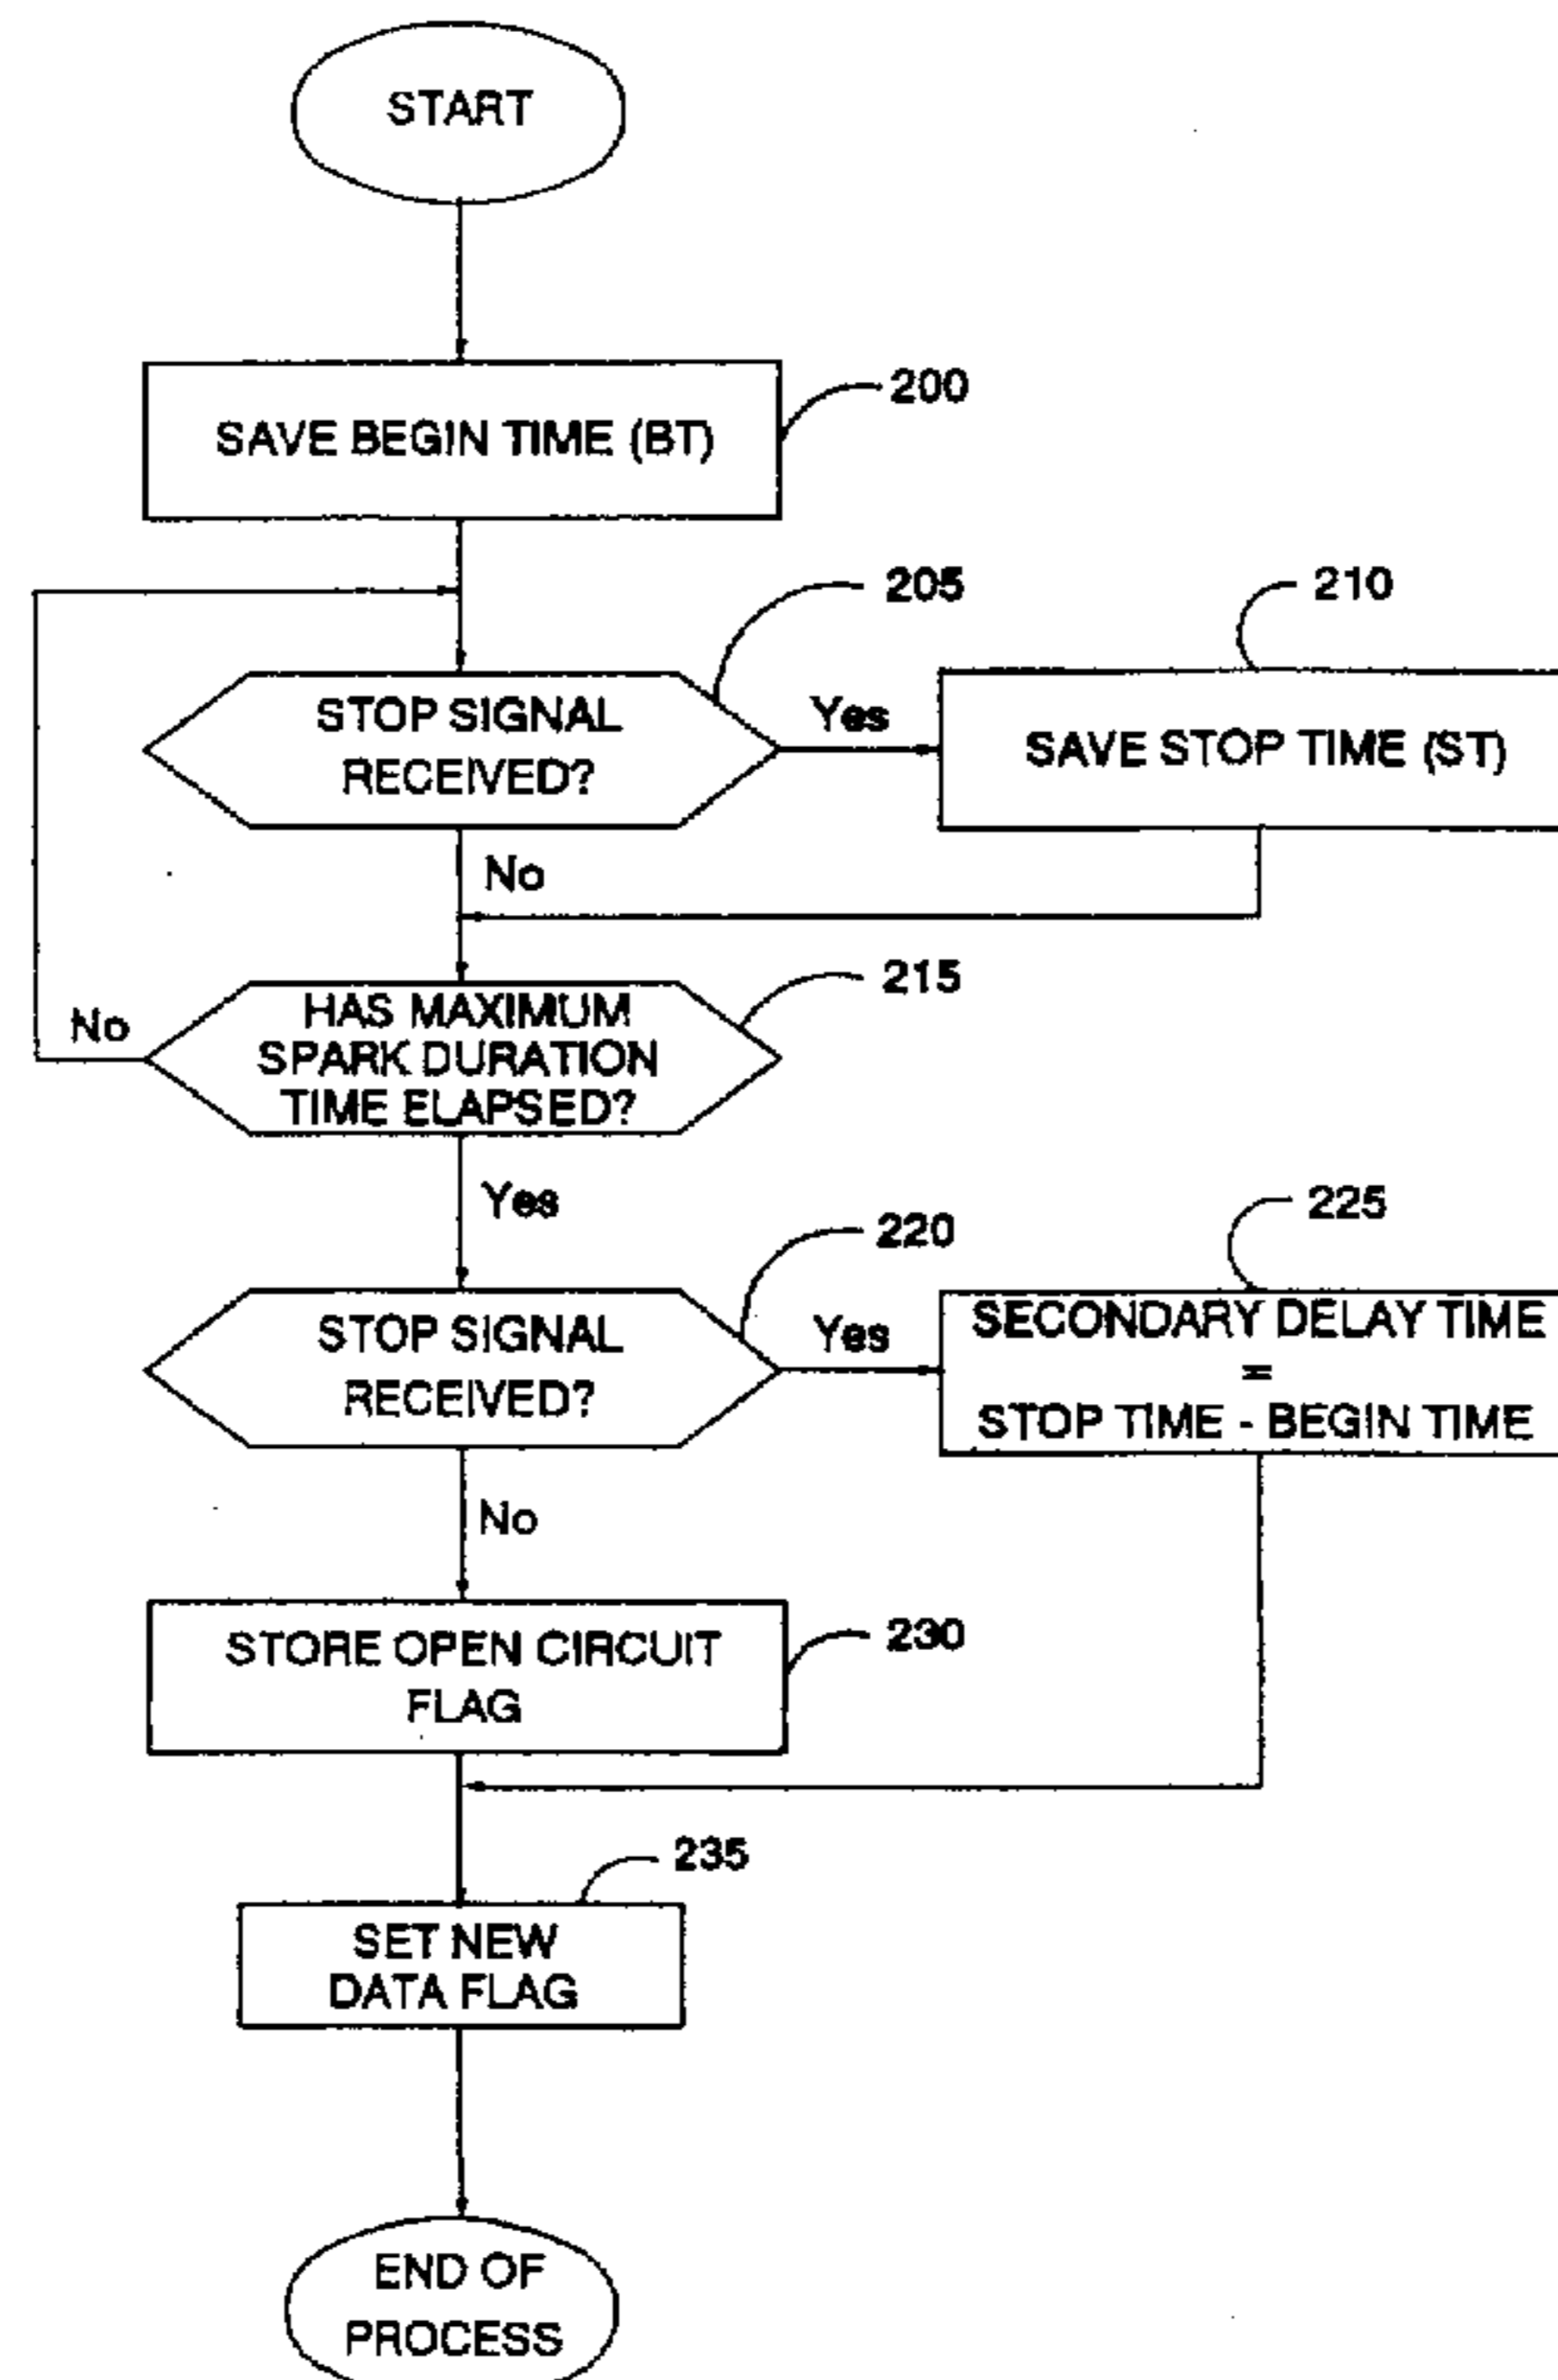 START
SAVE BEGIN TIME (BT)
200
STOP SIGNAL
RECEIVED?
205
Yes
SAVE STOP TIME (ST)
210
No
HAS MAXIMUM
SPARK DURATION
TIME ELAPSED?
215
No
Yes
STOP SIGNAL
RECEIVED?
220
Yes
SECONDARY DELAY TIME
=
STOP TIME - BEGIN TIME
225
No
STORE OPEN CIRCUIT
FLAG
230
SET NEW
DATA FLAG
235
END OF
PROCESS